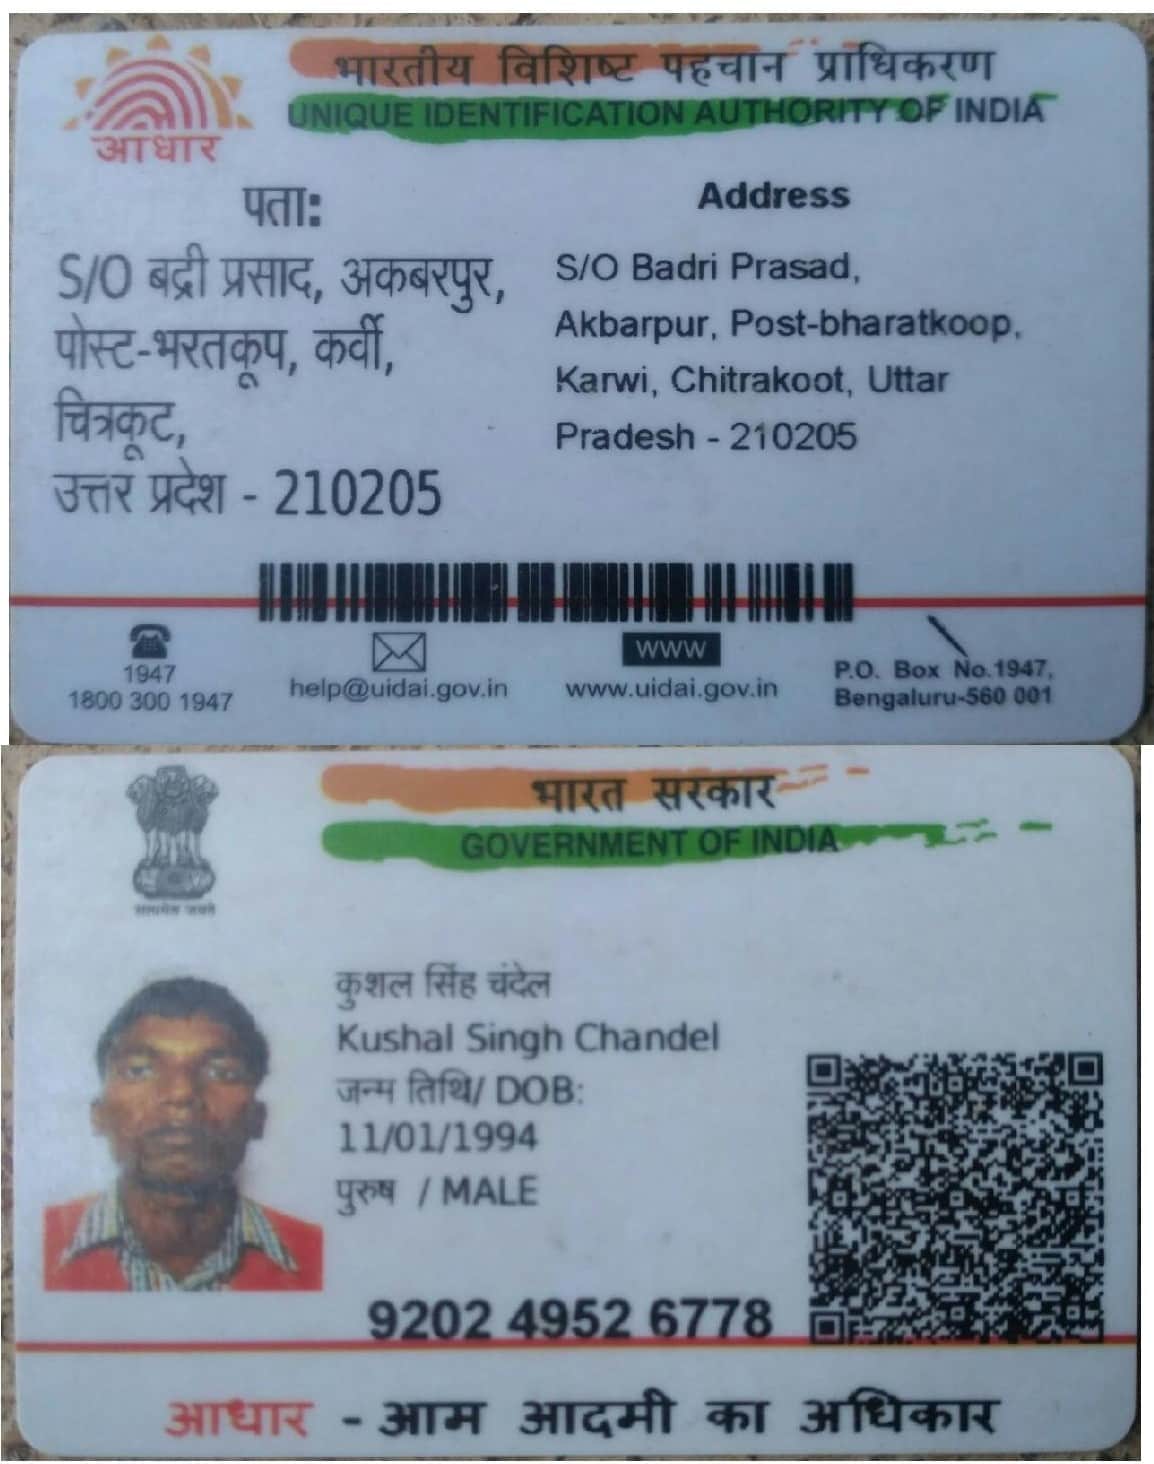 भारतीय विशिष्ट पहचान प्राधिकरण
UNIQUE IDENTIFICATION AUTHORITY OF INDIA
आधार
पता:
S/O बद्री प्रसाद, अकबरपुर,
पोस्ट-भरतकूप, कर्वी,
चित्रकूट,
उत्तर प्रदेश - 210205
Address
S/O Badri Prasad,
Akbarpur, Post-bharatkoop,
Karwi, Chitrakoot, Uttar
Pradesh - 210205
1947
1800 300 1947
help@uidai.gov.in
www
www.uidai.gov.in
P.O. Box No.1947,
Bengaluru-560 001
भारत सरकार
GOVERNMENT OF INDIA
सत्यमेव जयते
कुशल सिंह चंदेल
Kushal Singh Chandel
जन्म तिथि/ DOB:
11/01/1994
पुरुष / MALE
9202 4952 6778
आधार - आम आदमी का अधिकार